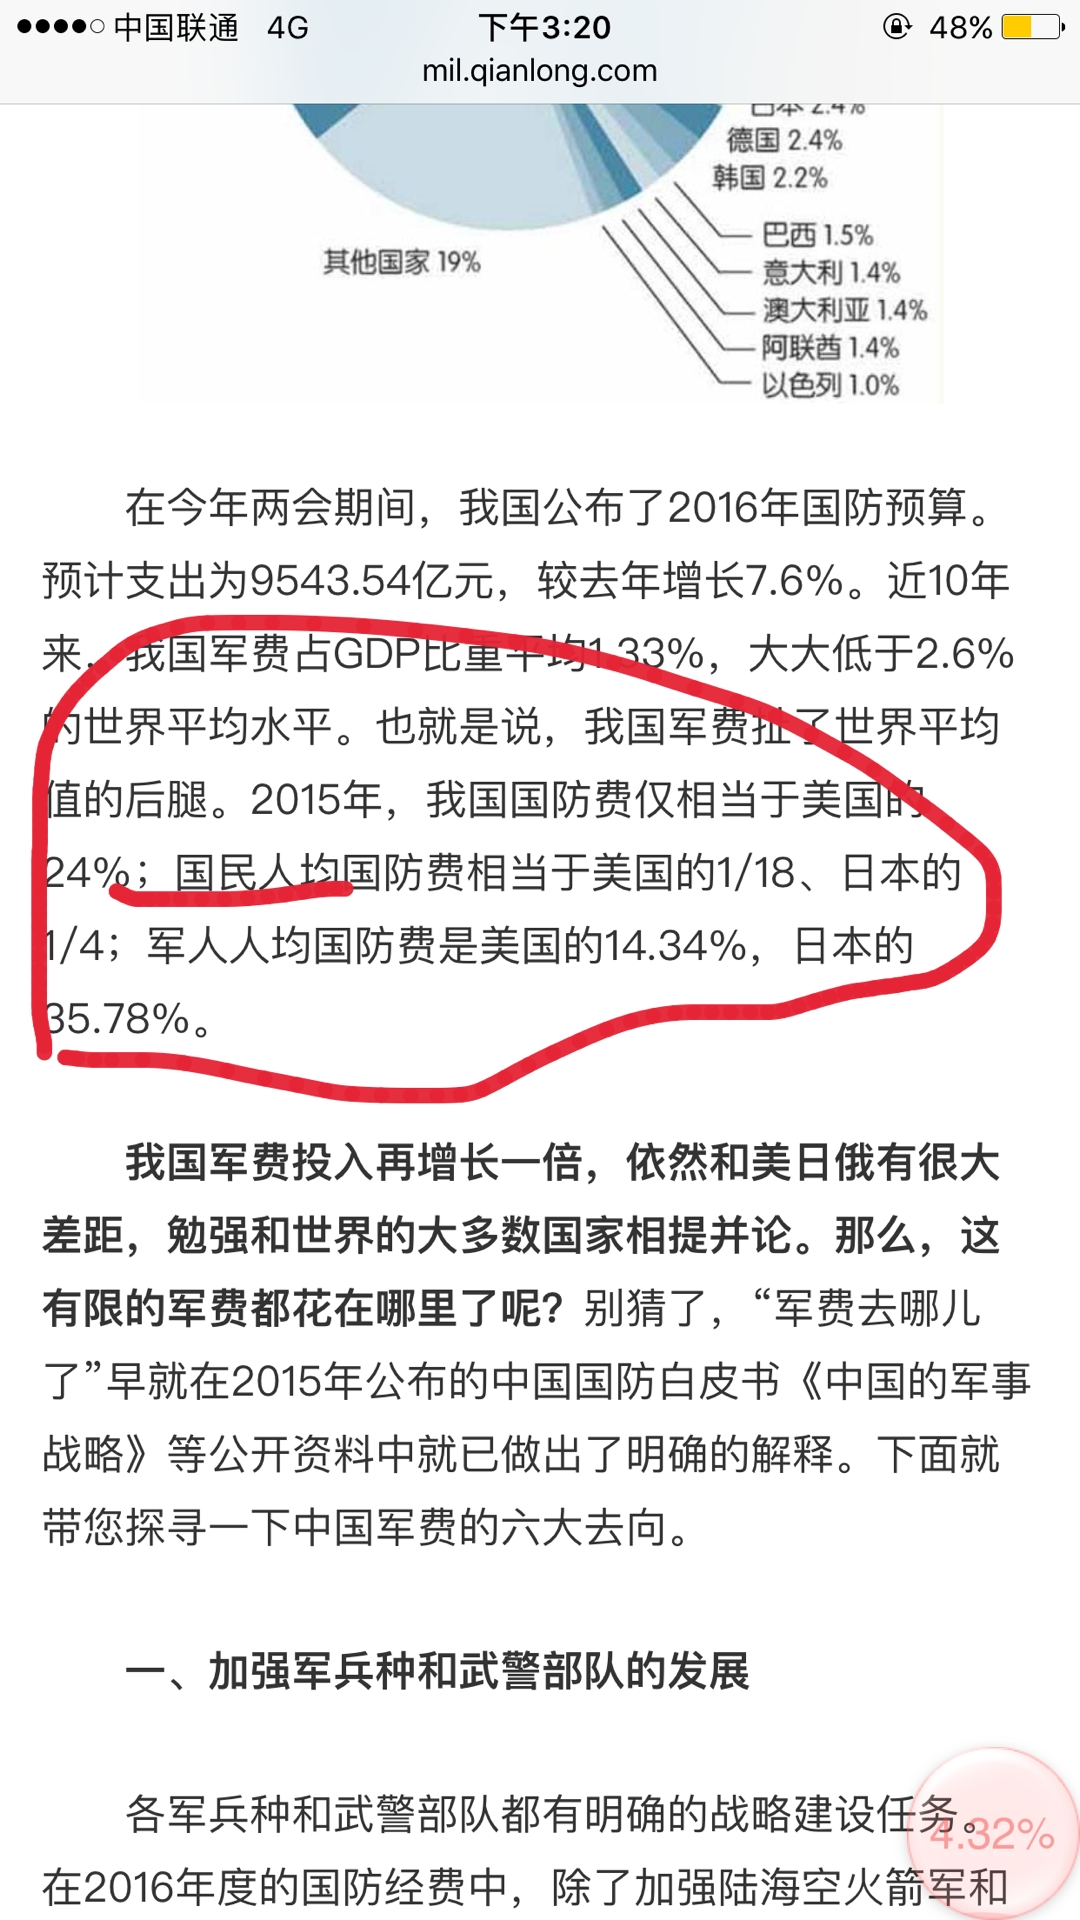 中国联通 4G 下午3:20 48%
mil.qianlong.com
日本 2.4%
德国 2.4%
韩国 2.2%
巴西 1.5%
其他国家 19%
意大利 1.4%
澳大利亚 1.4%
阿联酋 1.4%
以色列 1.0%
在今年两会期间，我国公布了2016年国防预算。
预计支出为9543.54亿元，较去年增长7.6%。近10年
来，我国军费占GDP比重平均1.33%，大大低于2.6%
的世界平均水平。也就是说，我国军费扯了世界平均
值的后腿。2015年，我国国防费仅相当于美国的
24%；国民人均国防费相当于美国的1/18、日本的
1/4；军人人均国防费是美国的14.34%，日本的
35.78%。
我国军费投入再增长一倍，依然和美日俄有很大
差距，勉强和世界的大多数国家相提并论。那么，这
有限的军费都花在哪里了呢？别猜了，“军费去哪儿
了”早就在2015年公布的中国国防白皮书《中国的军事
战略》等公开资料中就已做出了明确的解释。下面就
带您探寻一下中国军费的六大去向。
一、加强军兵种和武警部队的发展
各军兵种和武警部队都有明确的战略建设任务。
4.32%
在2016年度的国防经费中，除了加强陆海空火箭军和